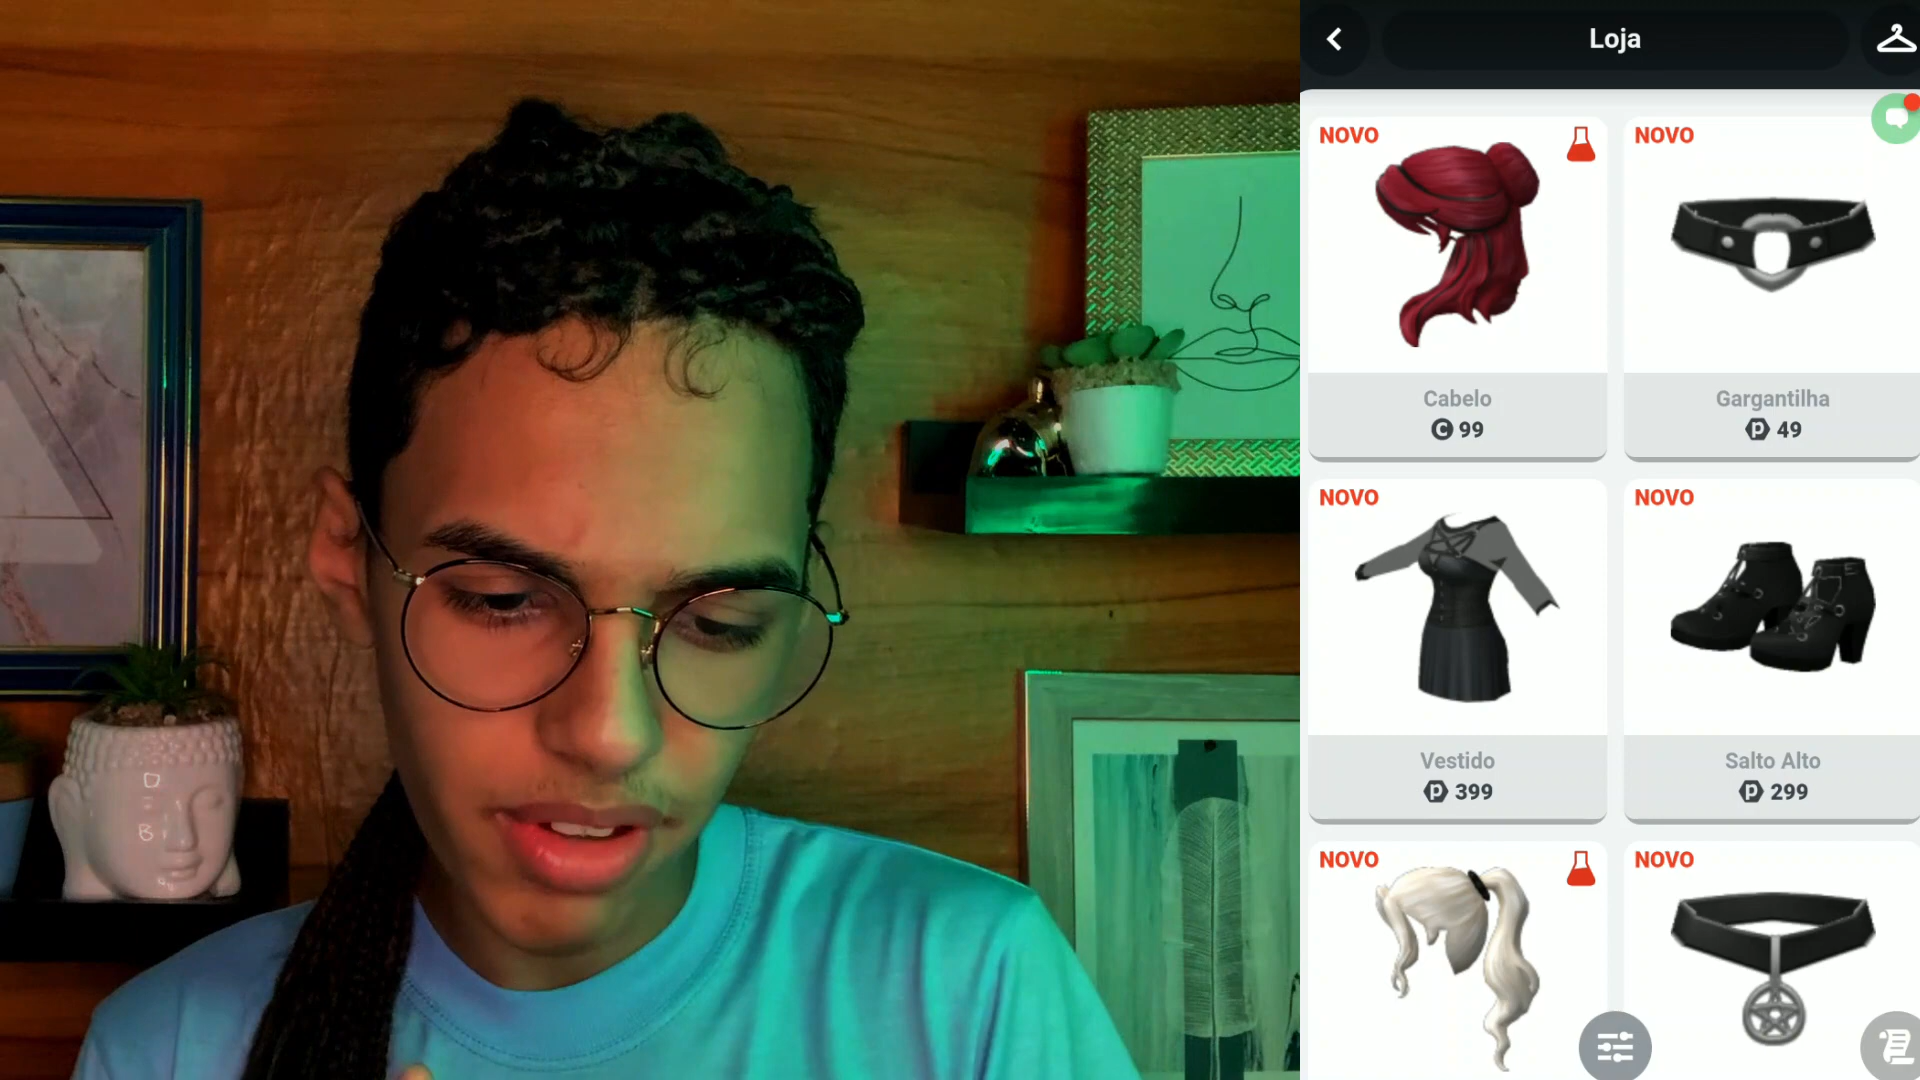 Loja
NOVO
NOVO
Cabelo
Gargantilha
C 99
P 49
NOVO
NOVO
Vestido
Salto Alto
P 399
P 299
NOVO
NOVO